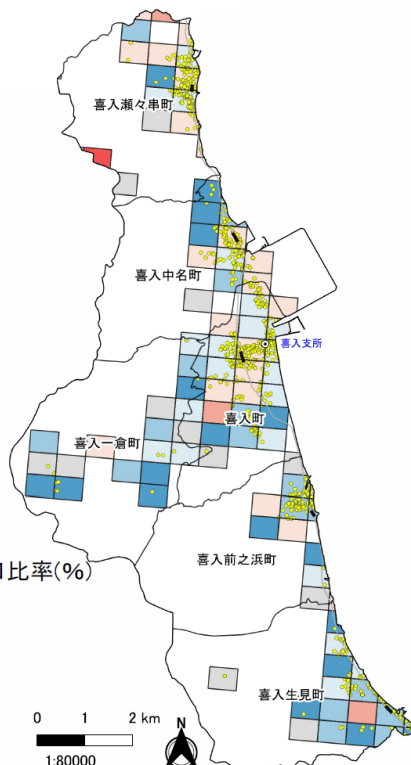 喜入瀬々串町
喜入中名町
喜入支所
喜入町
喜入一倉町
喜入前之浜町
比率(%)
喜入生見町
0 1 2 km
N
1:80000